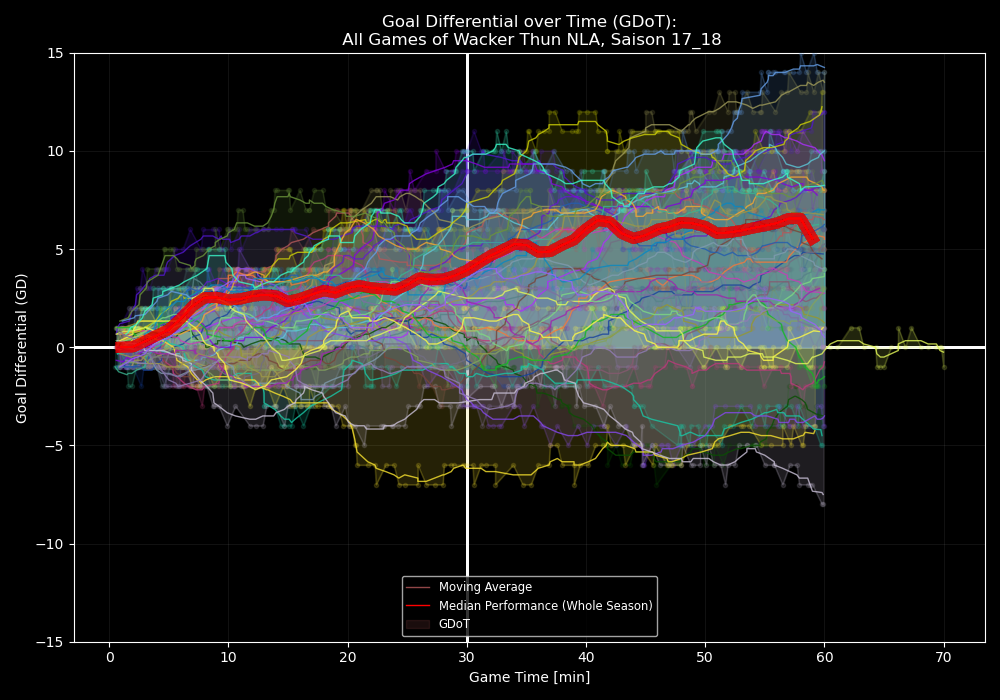 Goal Differential over Time (GDoT):
All Games of Wacker Thun NLA, Saison 17_18
Goal Differential (GD)
15
10
5
0
−5
−10
−15
Moving Average
Median Performance (Whole Season)
GDoT
0 10 20 30 40 50 60 70
Game Time [min]